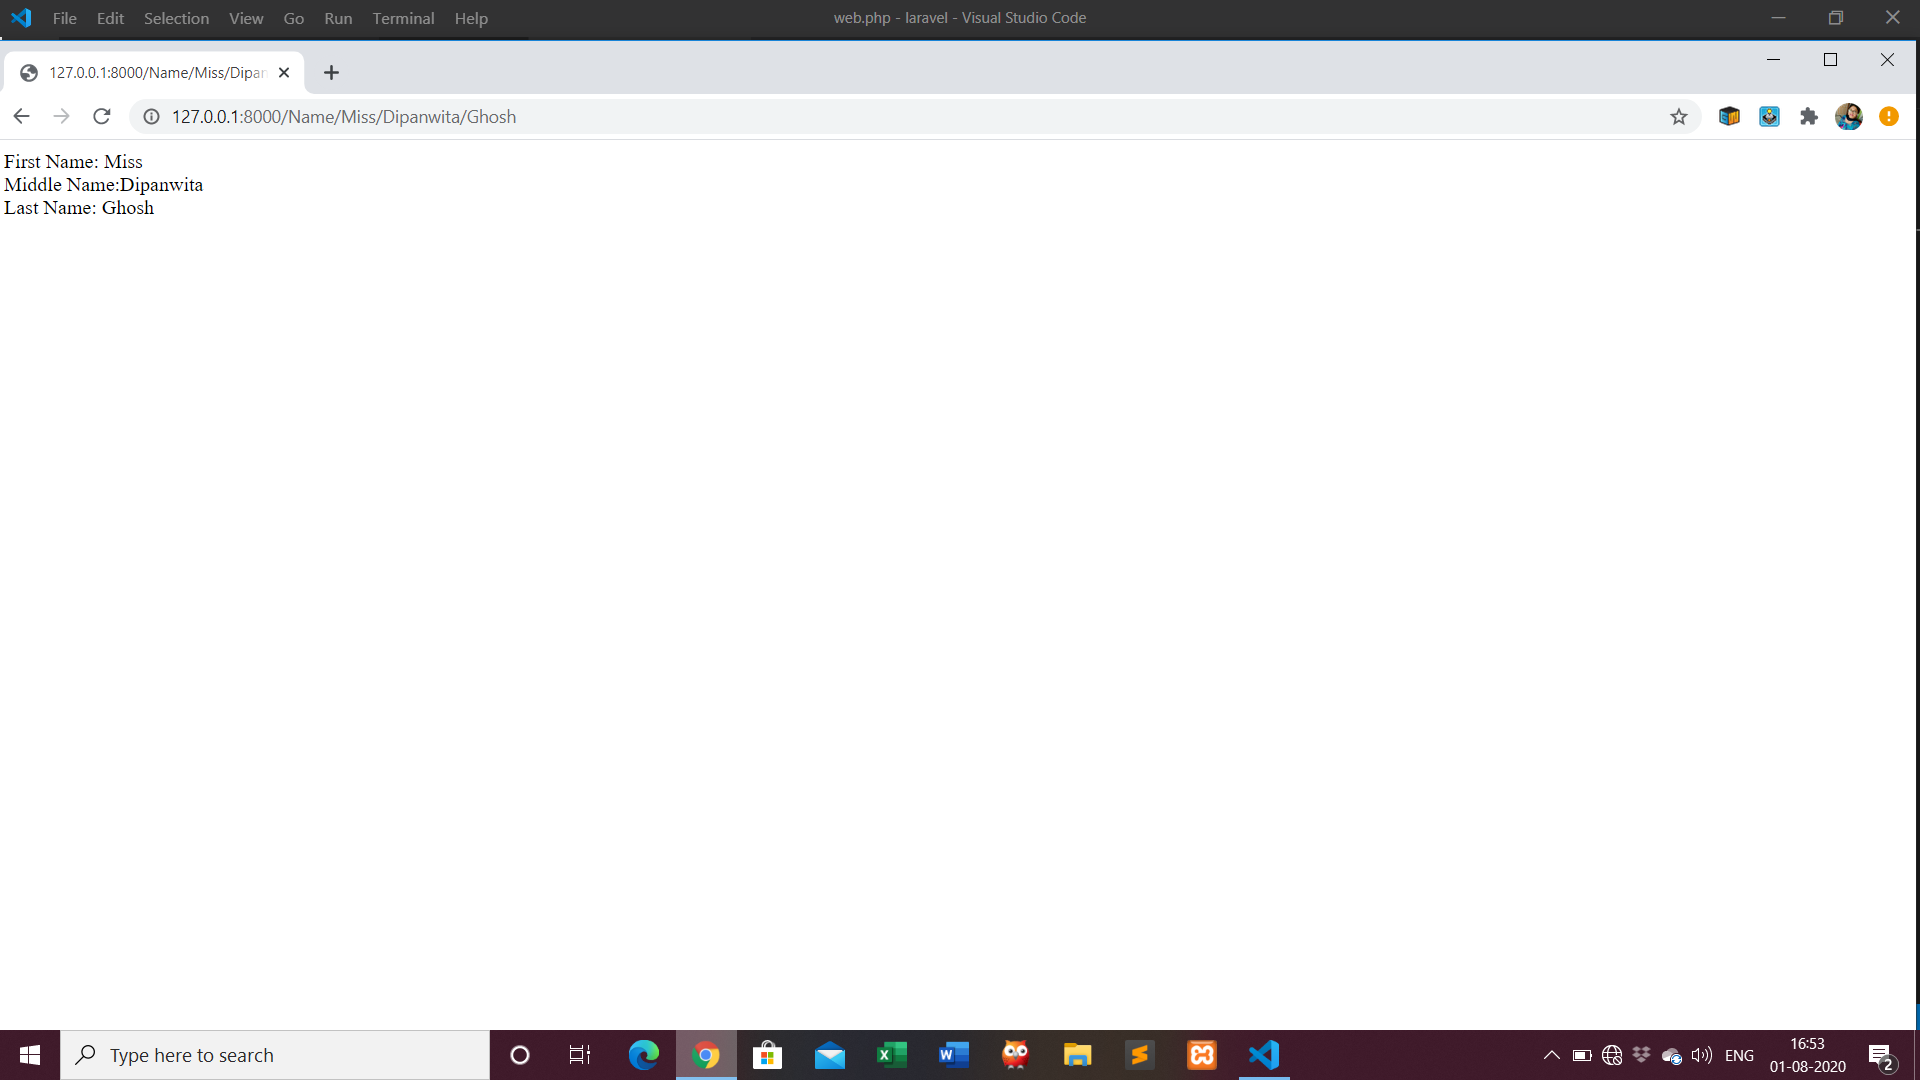 File Edit Selection View Go Run Terminal Help web.php - laravel - Visual Studio Code
127.0.0.1:8000/Name/Miss/Dipan
127.0.0.1:8000/Name/Miss/Dipanwita/Ghosh
First Name: Miss
Middle Name:Dipanwita
Last Name: Ghosh
Type here to search
ENG
16:53
01-08-2020
2